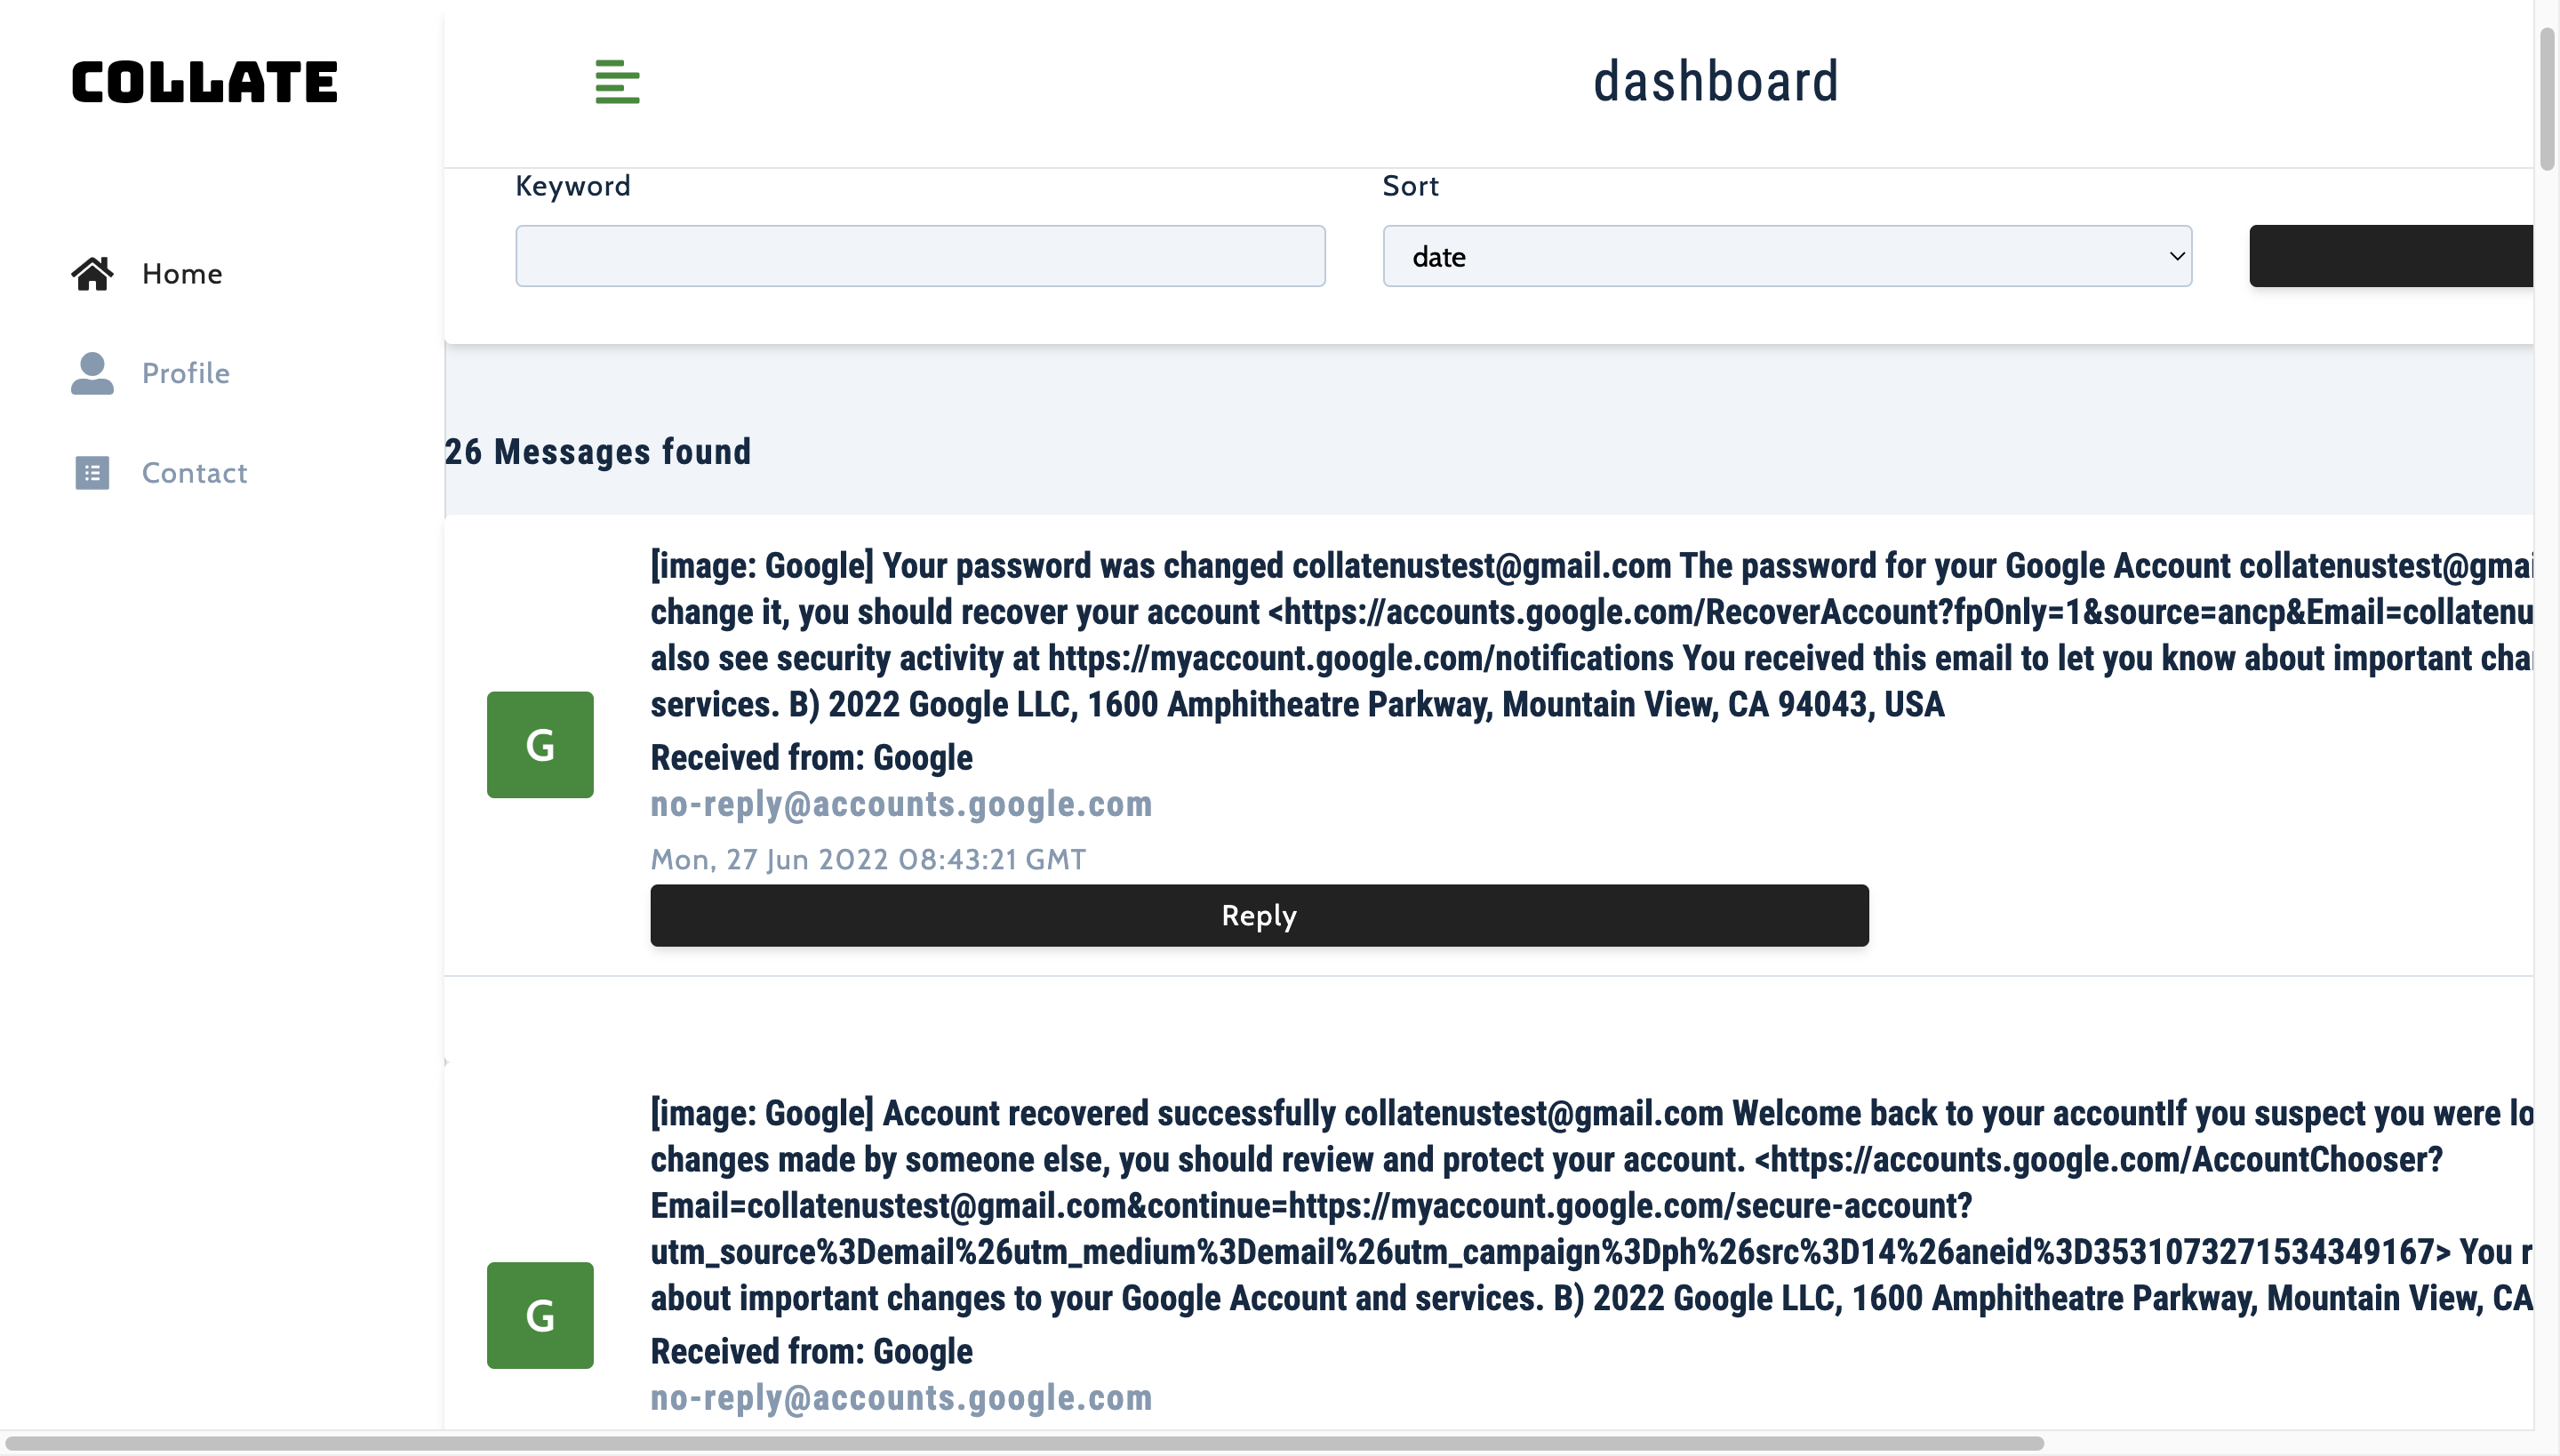 COLLATE
dashboard
Home
Profile
Contact
Keyword
Sort
date
26 Messages found
[image: Google] Your password was changed collatenustest@gmail.com The password for your Google Account collatenustest@gmai
change it, you should recover your account <https://accounts.google.com/RecoverAccount?fpOnly=1&source=ancp&Email=collatenu
also see security activity at https://myaccount.google.com/notifications You received this email to let you know about important cha
services. B) 2022 Google LLC, 1600 Amphitheatre Parkway, Mountain View, CA 94043, USA
G
Received from: Google
no-reply@accounts.google.com
Mon, 27 Jun 2022 08:43:21 GMT
Reply
[image: Google] Account recovered successfully collatenustest@gmail.com Welcome back to your accountIf you suspect you were lo
changes made by someone else, you should review and protect your account. <https://accounts.google.com/AccountChooser?
Email=collatenustest@gmail.com&continue=https://myaccount.google.com/secure-account?
utm_source%3Demail%26utm_medium%3Demail%26utm_campaign%3Dph%26src%3D14%26aneid%3D3531073271534349167> You r
about important changes to your Google Account and services. B) 2022 Google LLC, 1600 Amphitheatre Parkway, Mountain View, CA
G
Received from: Google
no-reply@accounts.google.com